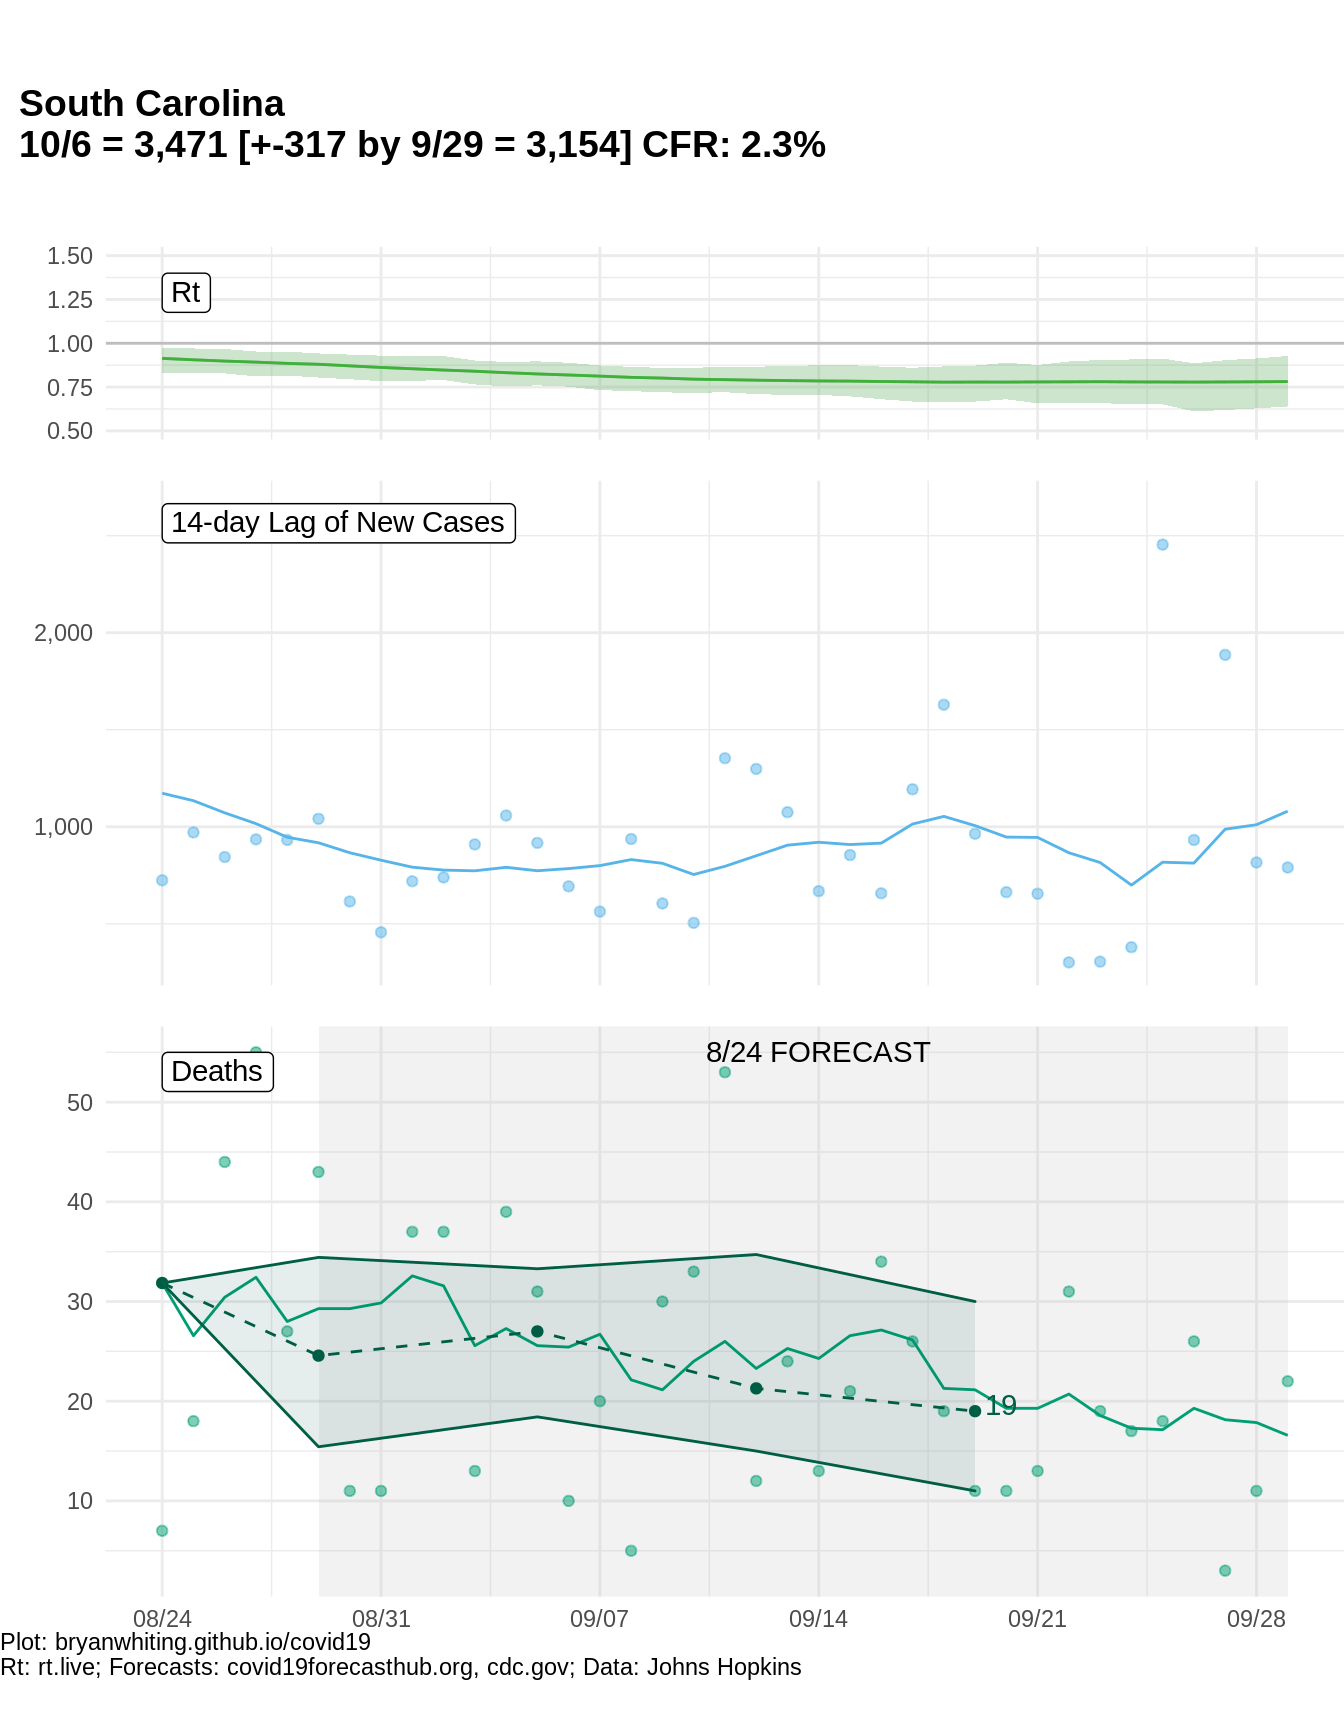 South Carolina
10/6 = 3,471 [+-317 by 9/29 = 3,154] CFR: 2.3%
1.50
1.25
1.00
0.75
0.50
Rt
14-day Lag of New Cases
2,000
1,000
Deaths
8/24 FORECAST
50
40
30
20
10
19
08/24
08/31
09/07
09/14
09/21
09/28
Plot: bryanwhiting.github.io/covid19
Rt: rt.live; Forecasts: covid19forecasthub.org, cdc.gov; Data: Johns Hopkins